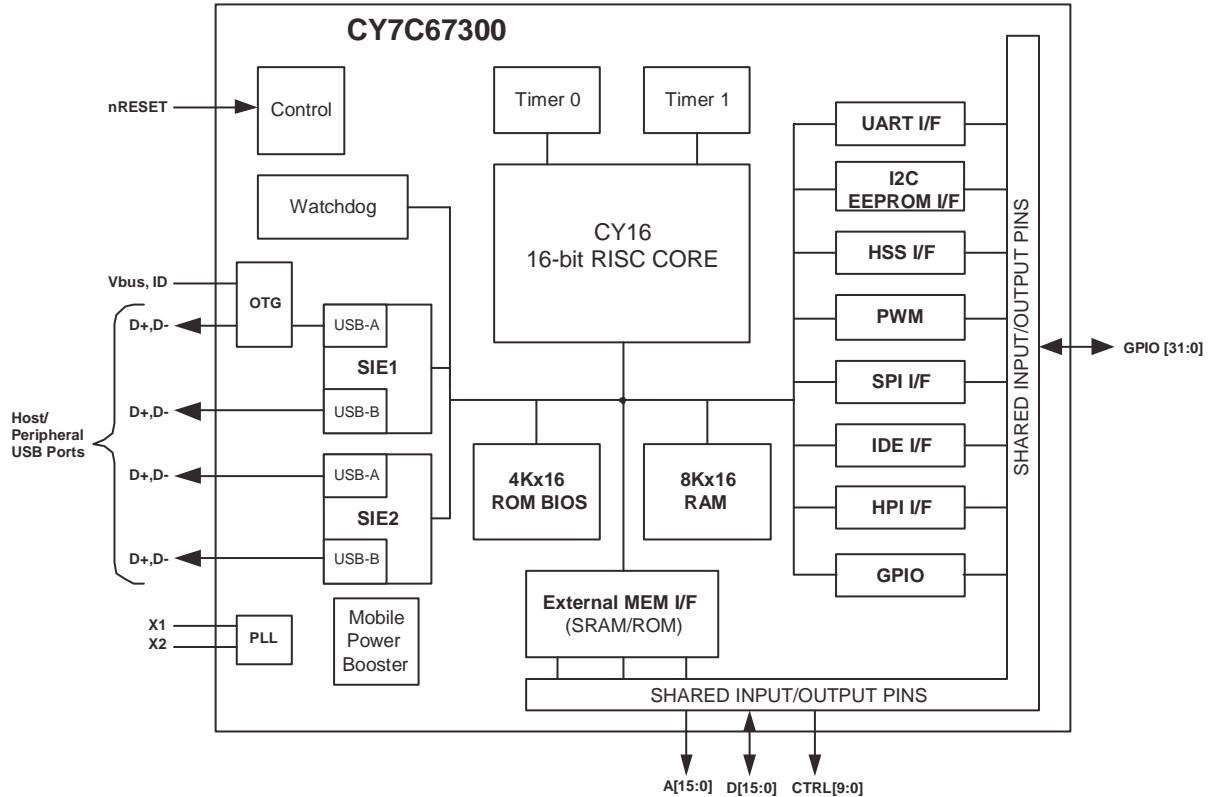 CY7C67300
nRESET
Control
Timer 0
Timer 1
UART I/F
Watchdog
CY16
16-bit RISC CORE
I2C
EEPROM I/F
HSS I/F
Vbus, ID
OTG
D+,D-
USB-A
SIE1
PWM
SHARED INPUT/OUTPUT PINS
GPIO [31:0]
SPI I/F
D+,D-
USB-B
Host/
Peripheral
USB Ports
IDE I/F
D+,D-
USB-A
SIE2
4Kx16
ROM BIOS
8Kx16
RAM
HPI I/F
D+,D-
USB-B
GPIO
External MEM I/F
(SRAM/ROM)
X1
X2
PLL
Mobile
Power
Booster
SHARED INPUT/OUTPUT PINS
A[15:0]
D[15:0]
CTRL[9:0]